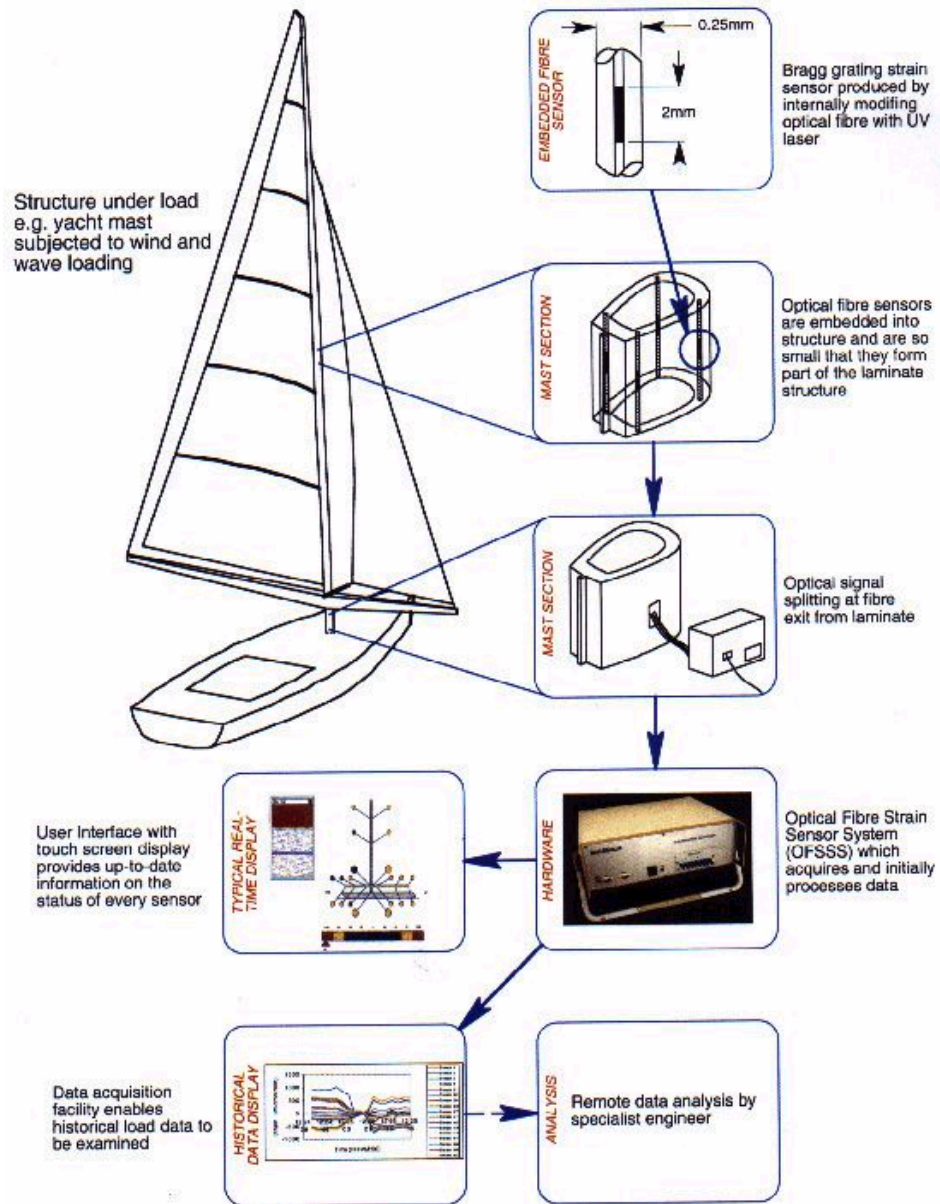 0.25mm
EMBEDDED FIBRE
SENSOR
2mm
Bragg grating strain
sensor produced by
internally modifing
optical fibre with UV
laser
Structure under load
e.g. yacht mast
subjected to wind and
wave loading
MAST SECTION
Optical fibre sensors
are embedded into
structure and are so
small that they form
part of the laminate
structure
MAST SECTION
Optical signal
splitting at fibre
exit from laminate
User Interface with
touch screen display
provides up-to-date
information on the
status of every sensor
TYPICAL REAL-
TIME DISPLAY
HARDWARE
Optical Fibre Strain
Sensor System
(OFSSS) which
acquires and initially
processes data
Data acquisition
facility enables
historical load data to
be examined
HISTORICAL
DATA DISPLAY
ANALYSIS
Remote data analysis by
specialist engineer